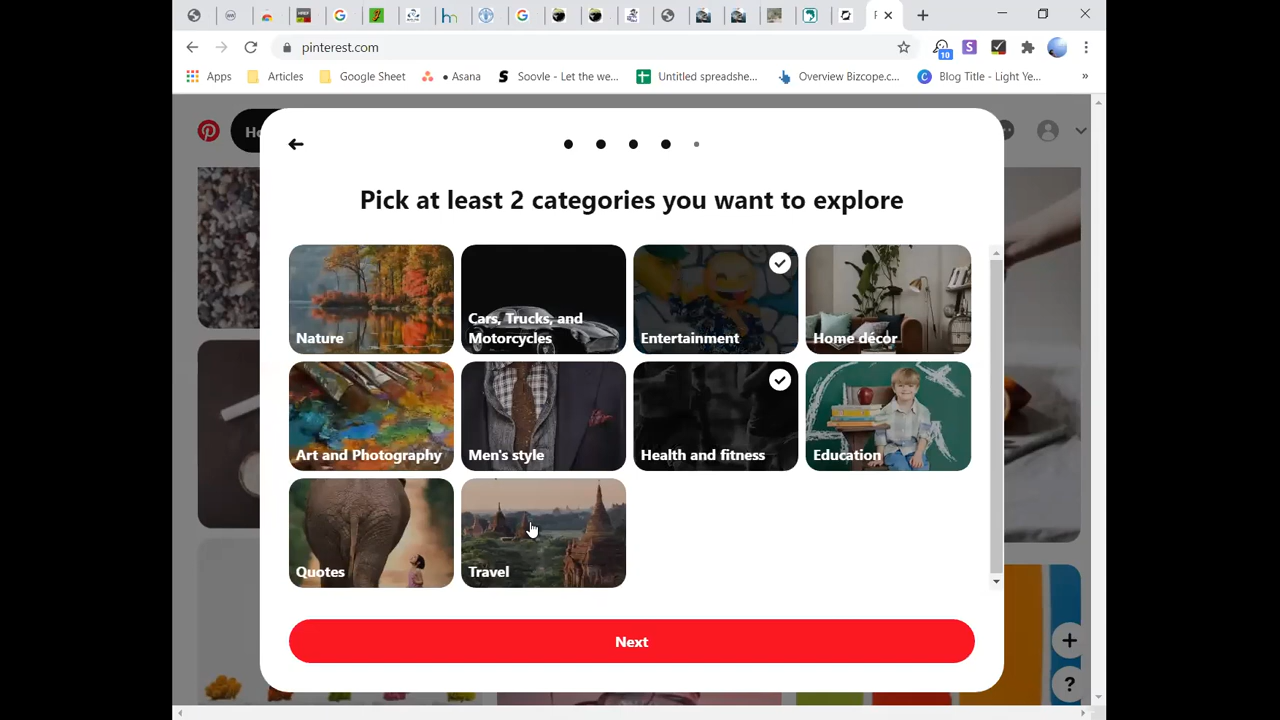 pinterest.com
10
Apps
Articles
Google Sheet
• Asana
Soovle - Let the we...
Untitled spreadshe...
Overview Bizcope.c...
Blog Title - Light Ye...
»
Pick at least 2 categories you want to explore
Nature
Cars, Trucks, and
Motorcycles
Entertainment
Home décor
Art and Photography
Men's style
Health and fitness
Education
Quotes
Travel
Next
+
?